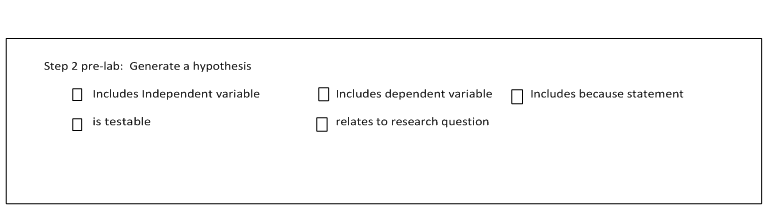 Step 2 pre-lab:  Generate a hypothesis
Includes Independent variable Includes dependent variable Includes because statement
is testable relates to research question